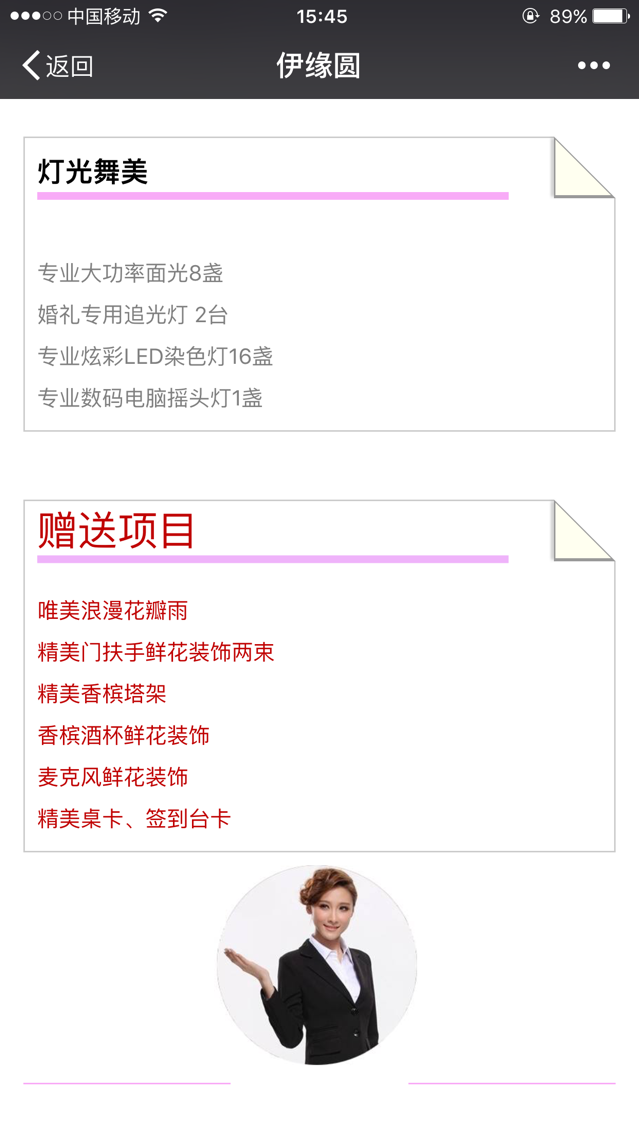 中国移动 15:45 89%
返回 伊缘圆
灯光舞美
专业大功率面光8盏
婚礼专用追光灯 2台
专业炫彩LED染色灯16盏
专业数码电脑摇头灯1盏
赠送项目
唯美浪漫花瓣雨
精美门扶手鲜花装饰两束
精美香槟塔架
香槟酒杯鲜花装饰
麦克风鲜花装饰
精美桌卡、签到台卡